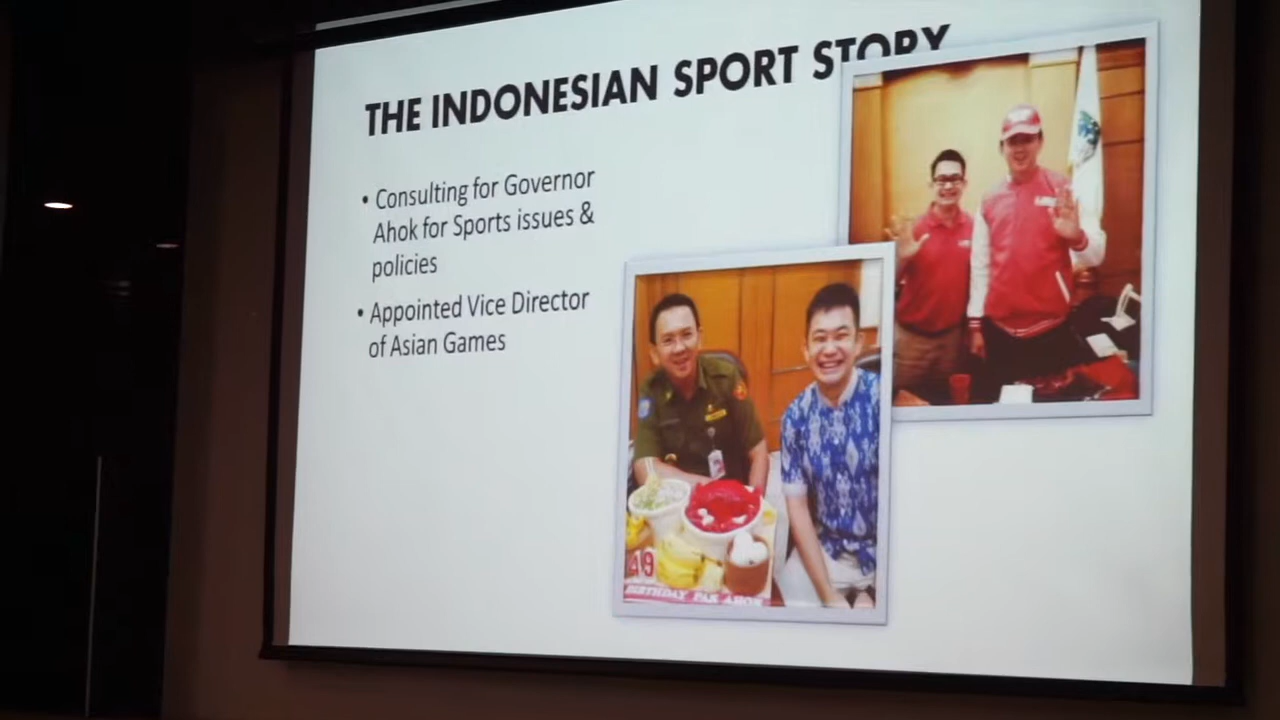 THE INDONESIAN SPORT STORY
• Consulting for Governor
Ahok for Sports issues &
policies
• Appointed Vice Director
of Asian Games
49
BIRTHDAY PAK AHOK